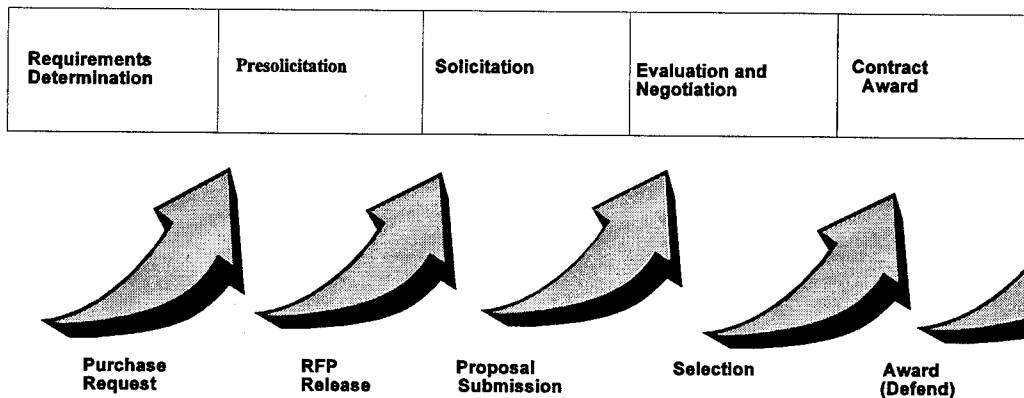 Requirements
Determination
Presolicitation
Solicitation
Evaluation and
Negotiation
Contract
Award
Purchase
Request
RFP
Release
Proposal
Submission
Selection
Award
(Defend)